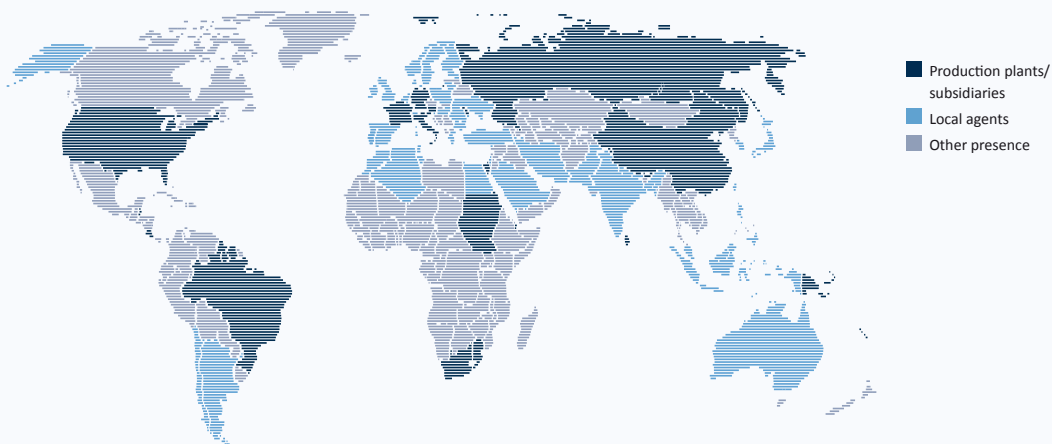 Production plants/
subsidiaries
Local agents
Other presence